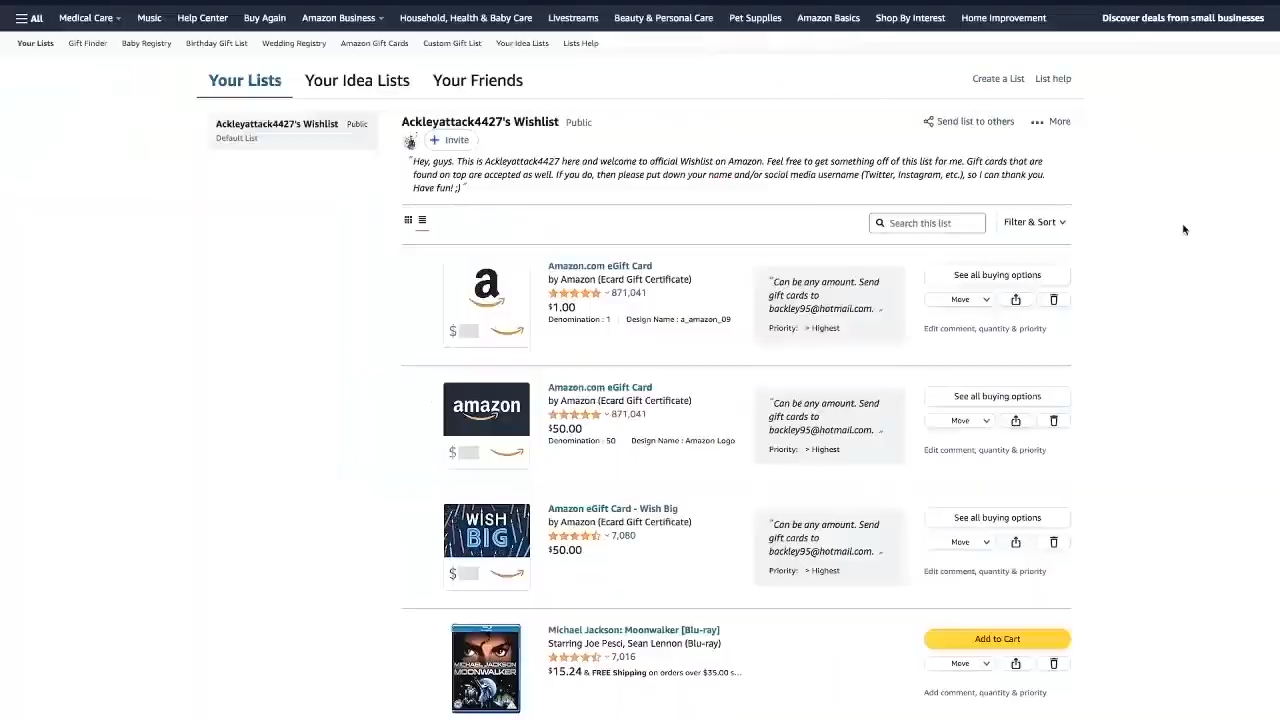 All Medical Care Music Help Center Buy Again Amazon Business Household, Health & Baby Care Livestreams Beauty & Personal Care Pet Supplies Amazon Basics Shop By Interest Home Improvement Discover deals from small businesses
Your Lists Gift Finder Baby Registry Birthday Gift List Wedding Registry Amazon Gift Cards Custom Gift List Your Idea Lists Lists Help
Your Lists Your Idea Lists Your Friends Create a List List help
Ackleyattack4427's Wishlist Public
Default List
Ackleyattack4427's Wishlist Public Send list to others More
+ Invite
"Hey, guys. This is Ackleyattack4427 here and welcome to official Wishlist on Amazon. Feel free to get something off of this list for me. Gift cards that are
found on top are accepted as well. If you do, then please put down your name and/or social media username (Twitter, Instagram, etc.), so I can thank you.
Have fun! ;)"
Search this list Filter & Sort
a
$
Amazon.com eGift Card
by Amazon (Ecard Gift Certificate)
871,041
$1.00
Denomination : 1 | Design Name : a_amazon_09
"Can be any amount. Send
gift cards to
backley95@hotmail.com. "
Priority: > Highest
See all buying options
Move
Edit comment, quantity & priority
amazon
$
Amazon.com eGift Card
by Amazon (Ecard Gift Certificate)
871,041
$50.00
Denomination : 50 Design Name : Amazon Logo
"Can be any amount. Send
gift cards to
backley95@hotmail.com. "
Priority: > Highest
See all buying options
Move
Edit comment, quantity & priority
WISH
BIG
$
Amazon eGift Card - Wish Big
by Amazon (Ecard Gift Certificate)
7,080
$50.00
"Can be any amount. Send
gift cards to
backley95@hotmail.com. "
Priority: > Highest
See all buying options
Move
Edit comment, quantity & priority
MICHAEL JACKSON
MOONWALKER
Michael Jackson: Moonwalker [Blu-ray]
Starring Joe Pesci, Sean Lennon (Blu-ray)
7,016
$15.24 & FREE Shipping on orders over $35.00 s...
Add to Cart
Move
Add comment, quantity & priority